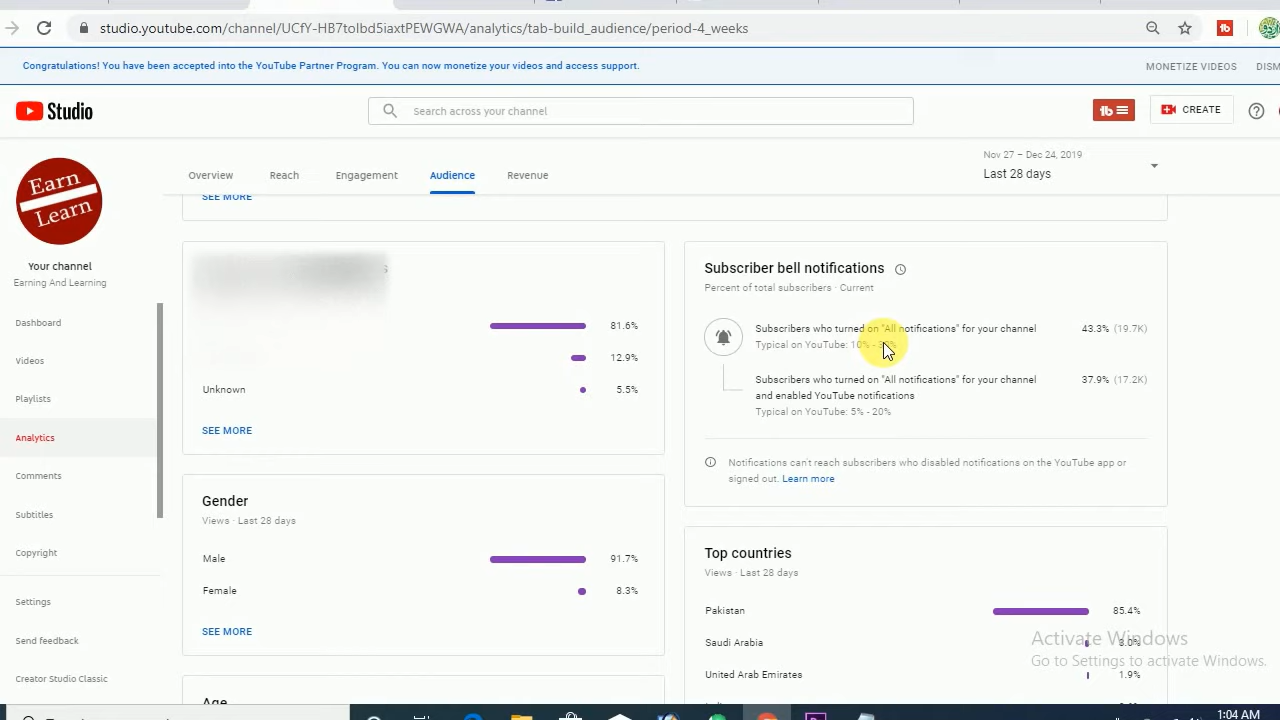 studio.youtube.com/channel/UCfY-HB7toIbd5iaxtPEWGWA/analytics/tab-build_audience/period-4_weeks
Congratulations! You have been accepted into the YouTube Partner Program. You can now monetize your videos and access support.
MONETIZE VIDEOS
DISM
Studio
Search across your channel
CREATE
Earn
Learn
Overview
Reach
Engagement
Audience
Revenue
Nov 27 – Dec 24, 2019
Last 28 days
SEE MORE
Your channel
Earning And Learning
Dashboard
Videos
Playlists
Analytics
Comments
Subtitles
Copyright
Settings
Send feedback
Creator Studio Classic
81.6%
12.9%
Unknown 5.5%
SEE MORE
Gender
Views · Last 28 days
Male 91.7%
Female 8.3%
SEE MORE
Age
Subscriber bell notifications
Percent of total subscribers · Current
Subscribers who turned on "All notifications" for your channel 43.3% (19.7K)
Typical on YouTube: 10% -
Subscribers who turned on "All notifications" for your channel 37.9% (17.2K)
and enabled YouTube notifications
Typical on YouTube: 5% - 20%
Notifications can't reach subscribers who disabled notifications on the YouTube app or
signed out. Learn more
Top countries
Views · Last 28 days
Pakistan 85.4%
Saudi Arabia 3.0%
United Arab Emirates 1.9%
Activate Windows
Go to Settings to activate Windows.
1:04 AM